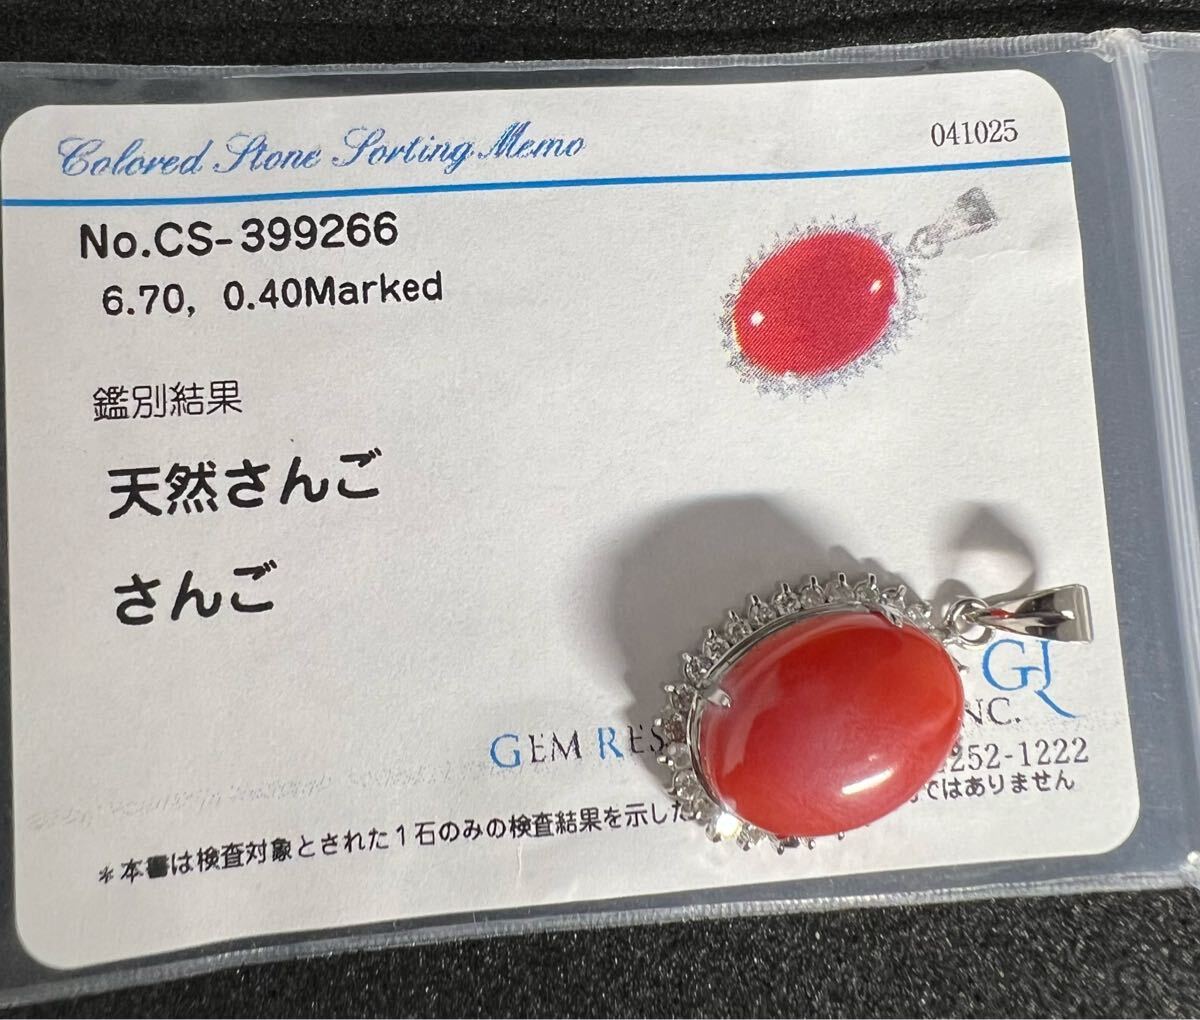 Colored Stone Sorting Memo
041025
No.CS-399266
6.70, 0.40Marked
鑑別結果
天然さんご
さんご
GJ
GEM RES NC.
252-1222
＊本書は検査対象とされた1石のみの検査結果を示した ではありません